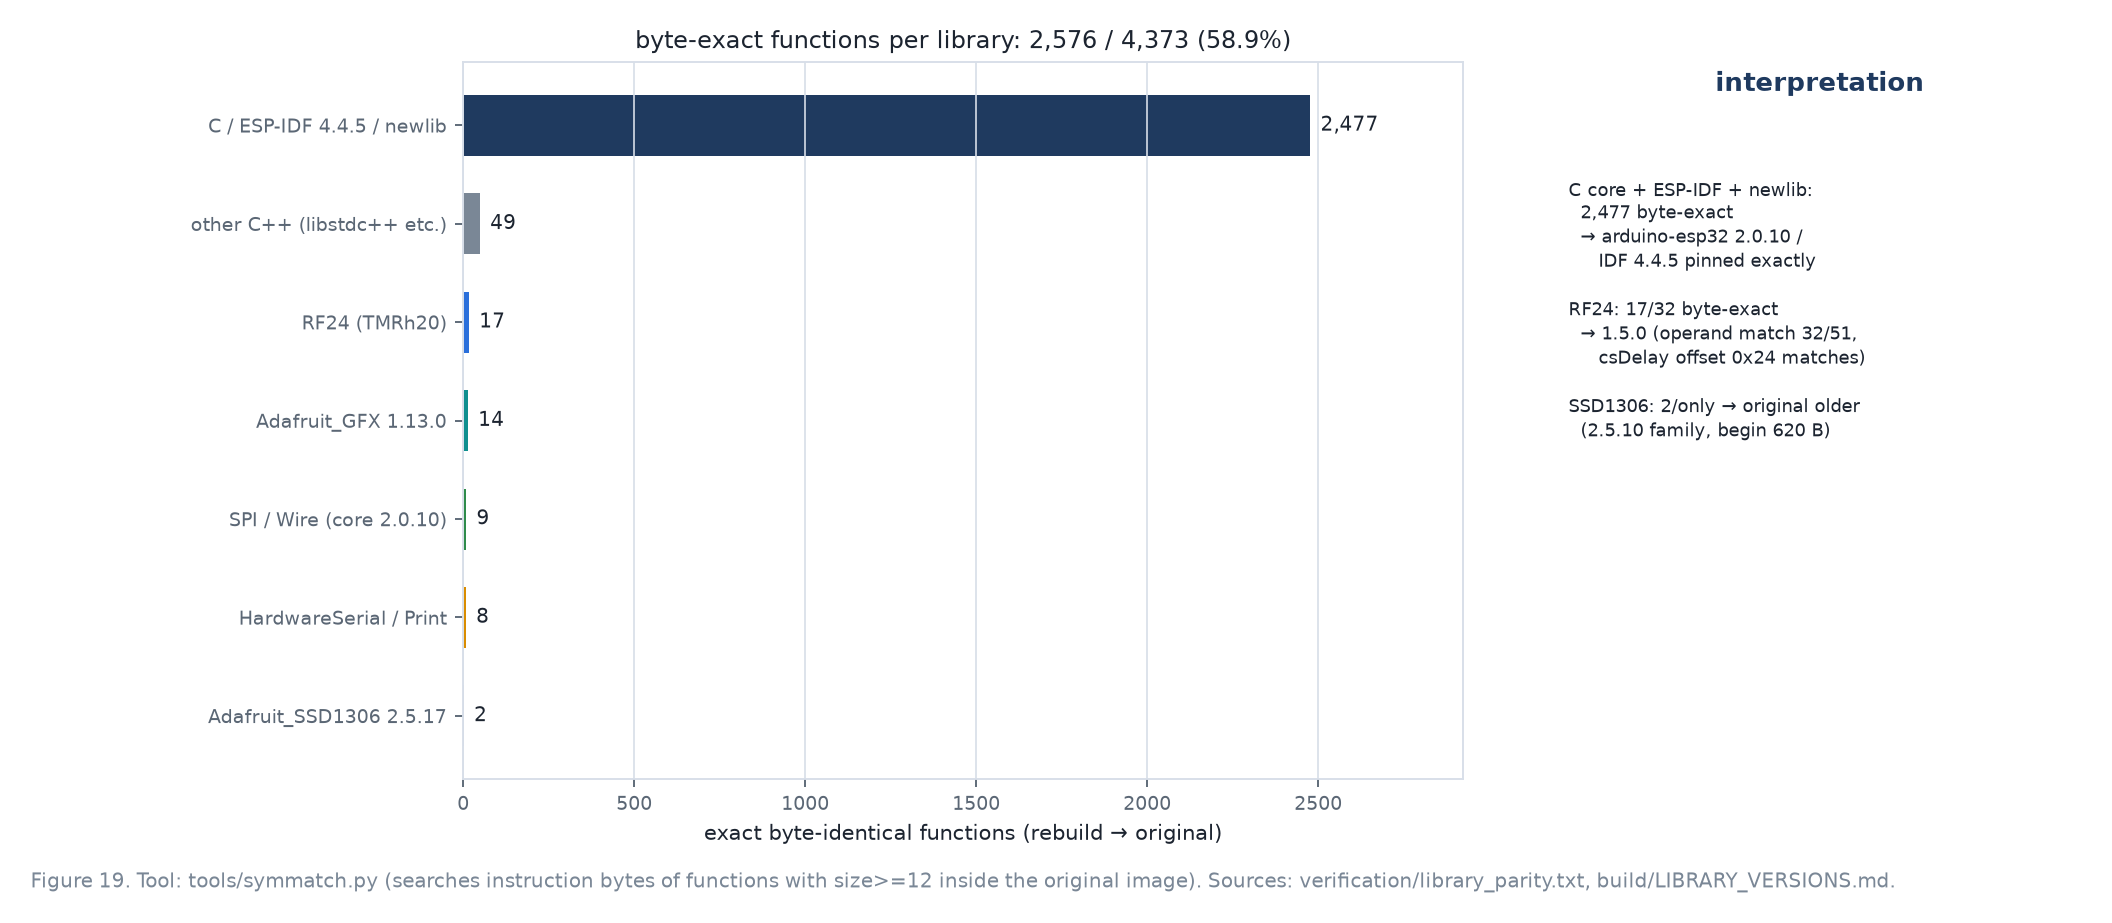 byte-exact functions per library: 2,576 / 4,373 (58.9%)
C / ESP-IDF 4.4.5 / newlib
2,477
other C++ (libstdc++ etc.)
49
RF24 (TMRh20)
17
Adafruit_GFX 1.13.0
14
SPI / Wire (core 2.0.10)
9
HardwareSerial / Print
8
Adafruit_SSD1306 2.5.17
2
0
500
1000
1500
2000
2500
exact byte-identical functions (rebuild → original)
interpretation
C core + ESP-IDF + newlib:
2,477 byte-exact
→ arduino-esp32 2.0.10 /
IDF 4.4.5 pinned exactly
RF24: 17/32 byte-exact
→ 1.5.0 (operand match 32/51,
csDelay offset 0x24 matches)
SSD1306: 2/only → original older
(2.5.10 family, begin 620 B)
Figure 19. Tool: tools/symmatch.py (searches instruction bytes of functions with size>=12 inside the original image). Sources: verification/library_parity.txt, build/LIBRARY_VERSIONS.md.